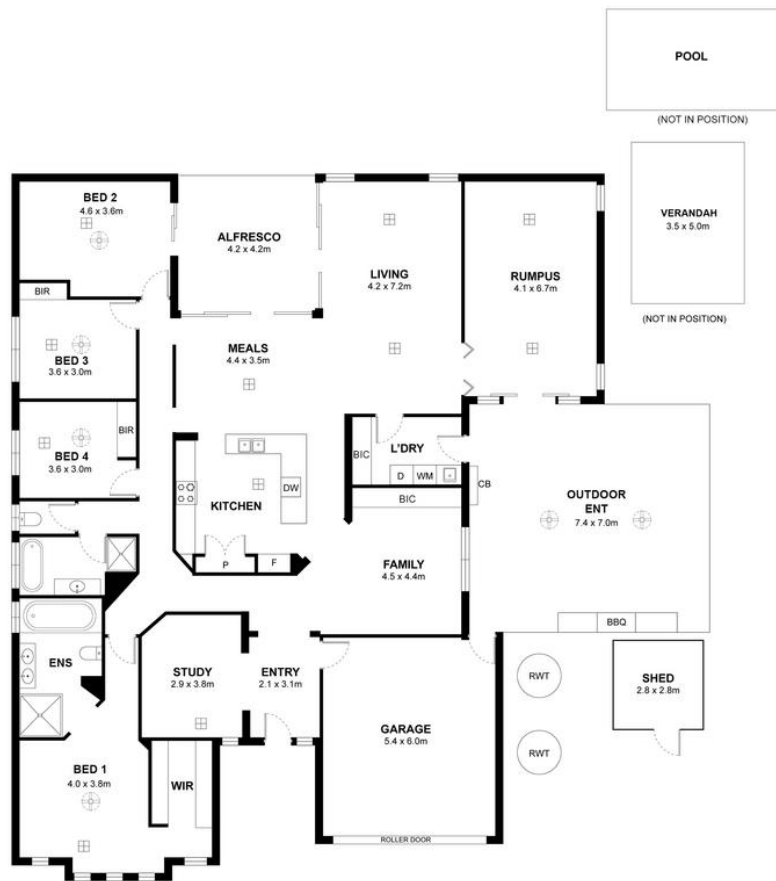 POOL
(NOT IN POSITION)
VERANDAH
3.5 x 5.0m
(NOT IN POSITION)
BED 2
4.6 x 3.6m
ALFRESCO
4.2 x 4.2m
LIVING
4.2 x 7.2m
RUMPUS
4.1 x 6.7m
BIR
BED 3
3.6 x 3.0m
MEALS
4.4 x 3.5m
BED 4
3.6 x 3.0m
BIR
L'DRY
BIC
D
WM
KITCHEN
DW
P
F
BIC
FAMILY
4.5 x 4.4m
CB
OUTDOOR
ENT
7.4 x 7.0m
BBQ
ENS
STUDY
2.9 x 3.8m
ENTRY
2.1 x 3.1m
RWT
RWT
SHED
2.8 x 2.8m
GARAGE
5.4 x 6.0m
BED 1
4.0 x 3.8m
WIR
ROLLER DOOR